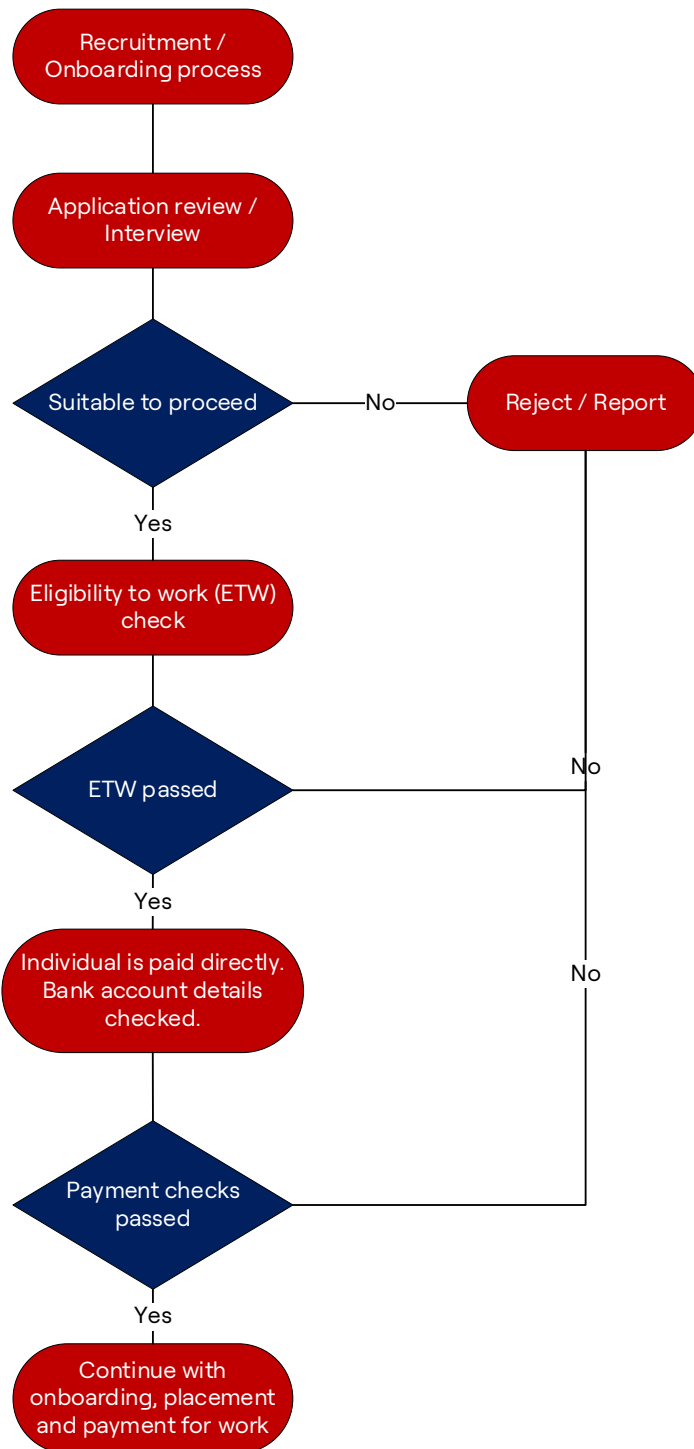 Recruitment /
Onboarding process
Application review /
Interview
Suitable to proceed
No
Reject / Report
Yes
Eligibility to work (ETW)
check
No
ETW passed
Yes
Individual is paid directly.
Bank account details
checked.
No
Payment checks
passed
Yes
Continue with
onboarding, placement
and payment for work